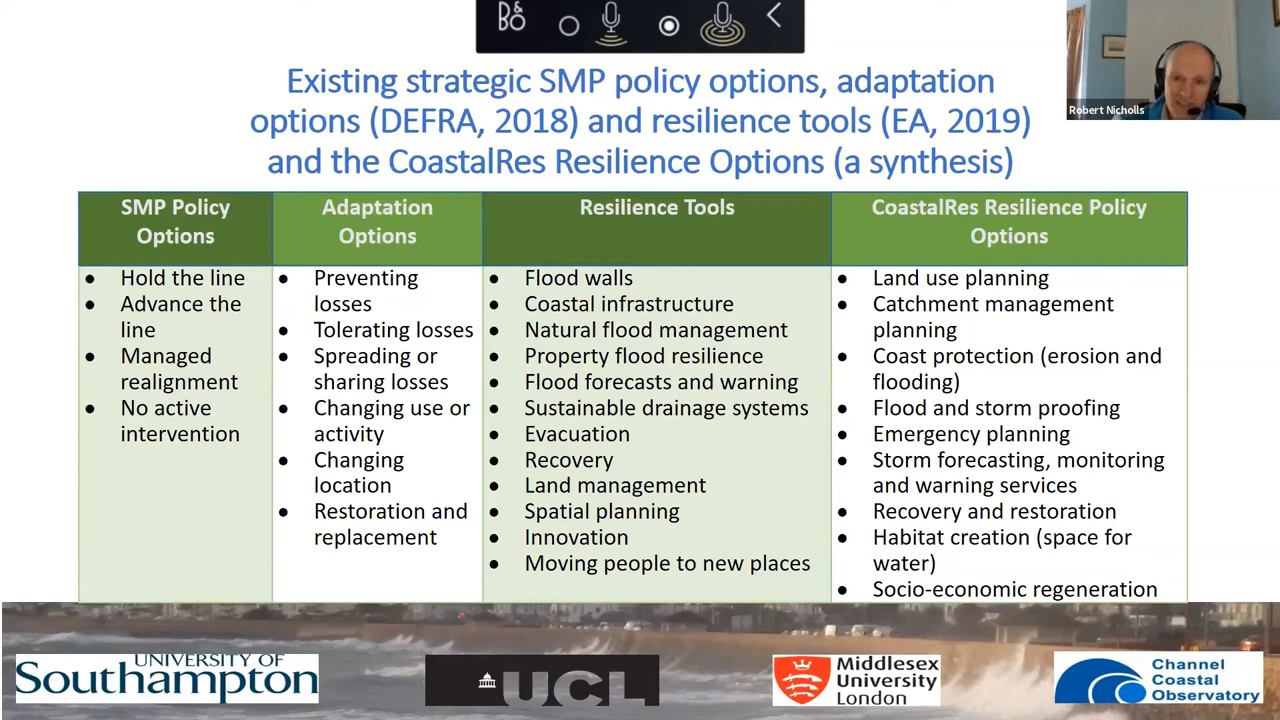 B&
BO
Existing strategic SMP policy options, adaptation
options (DEFRA, 2018) and resilience tools (EA, 2019)
and the CoastalRes Resilience Options (a synthesis)
Robert Nicholls
SMP Policy
Options
Adaptation
Options
Resilience Tools
CoastalRes Resilience Policy
Options
• Hold the line
• Advance the
line
• Managed
realignment
• No active
intervention
• Preventing
losses
• Tolerating losses
• Spreading or
sharing losses
• Changing use or
activity
• Changing
location
• Restoration and
replacement
• Flood walls
• Coastal infrastructure
• Natural flood management
• Property flood resilience
• Flood forecasts and warning
• Sustainable drainage systems
• Evacuation
• Recovery
• Land management
• Spatial planning
• Innovation
• Moving people to new places
• Land use planning
• Catchment management
planning
• Coast protection (erosion and
flooding)
• Flood and storm proofing
• Emergency planning
• Storm forecasting, monitoring
and warning services
• Recovery and restoration
• Habitat creation (space for
water)
• Socio-economic regeneration
UNIVERSITY OF
Southampton
UCL
Middlesex
University
London
Channel
Coastal
Observatory